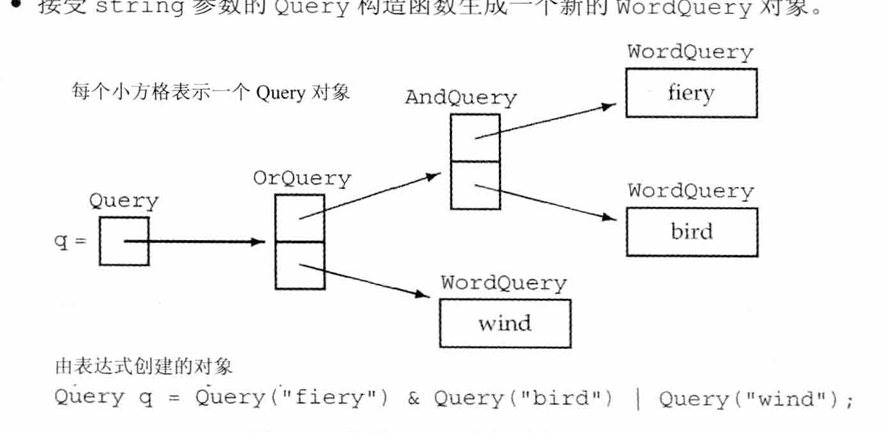 • 接受 string 参数的 Query 构造函数生成一个新的 WordQuery 对象。
WordQuery
fiery
每个小方格表示一个 Query 对象
AndQuery
OrQuery
WordQuery
bird
Query
q =
WordQuery
wind
由表达式创建的对象
Query q = Query("fiery") & Query("bird") | Query("wind");